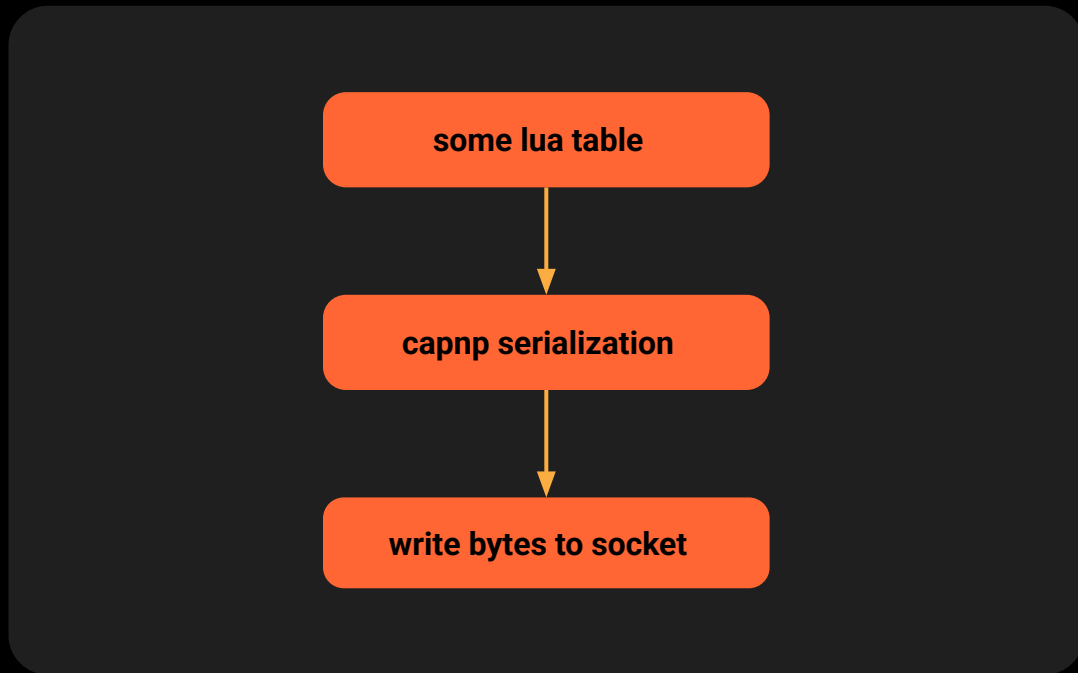 some lua table
capnp serialization
write bytes to socket